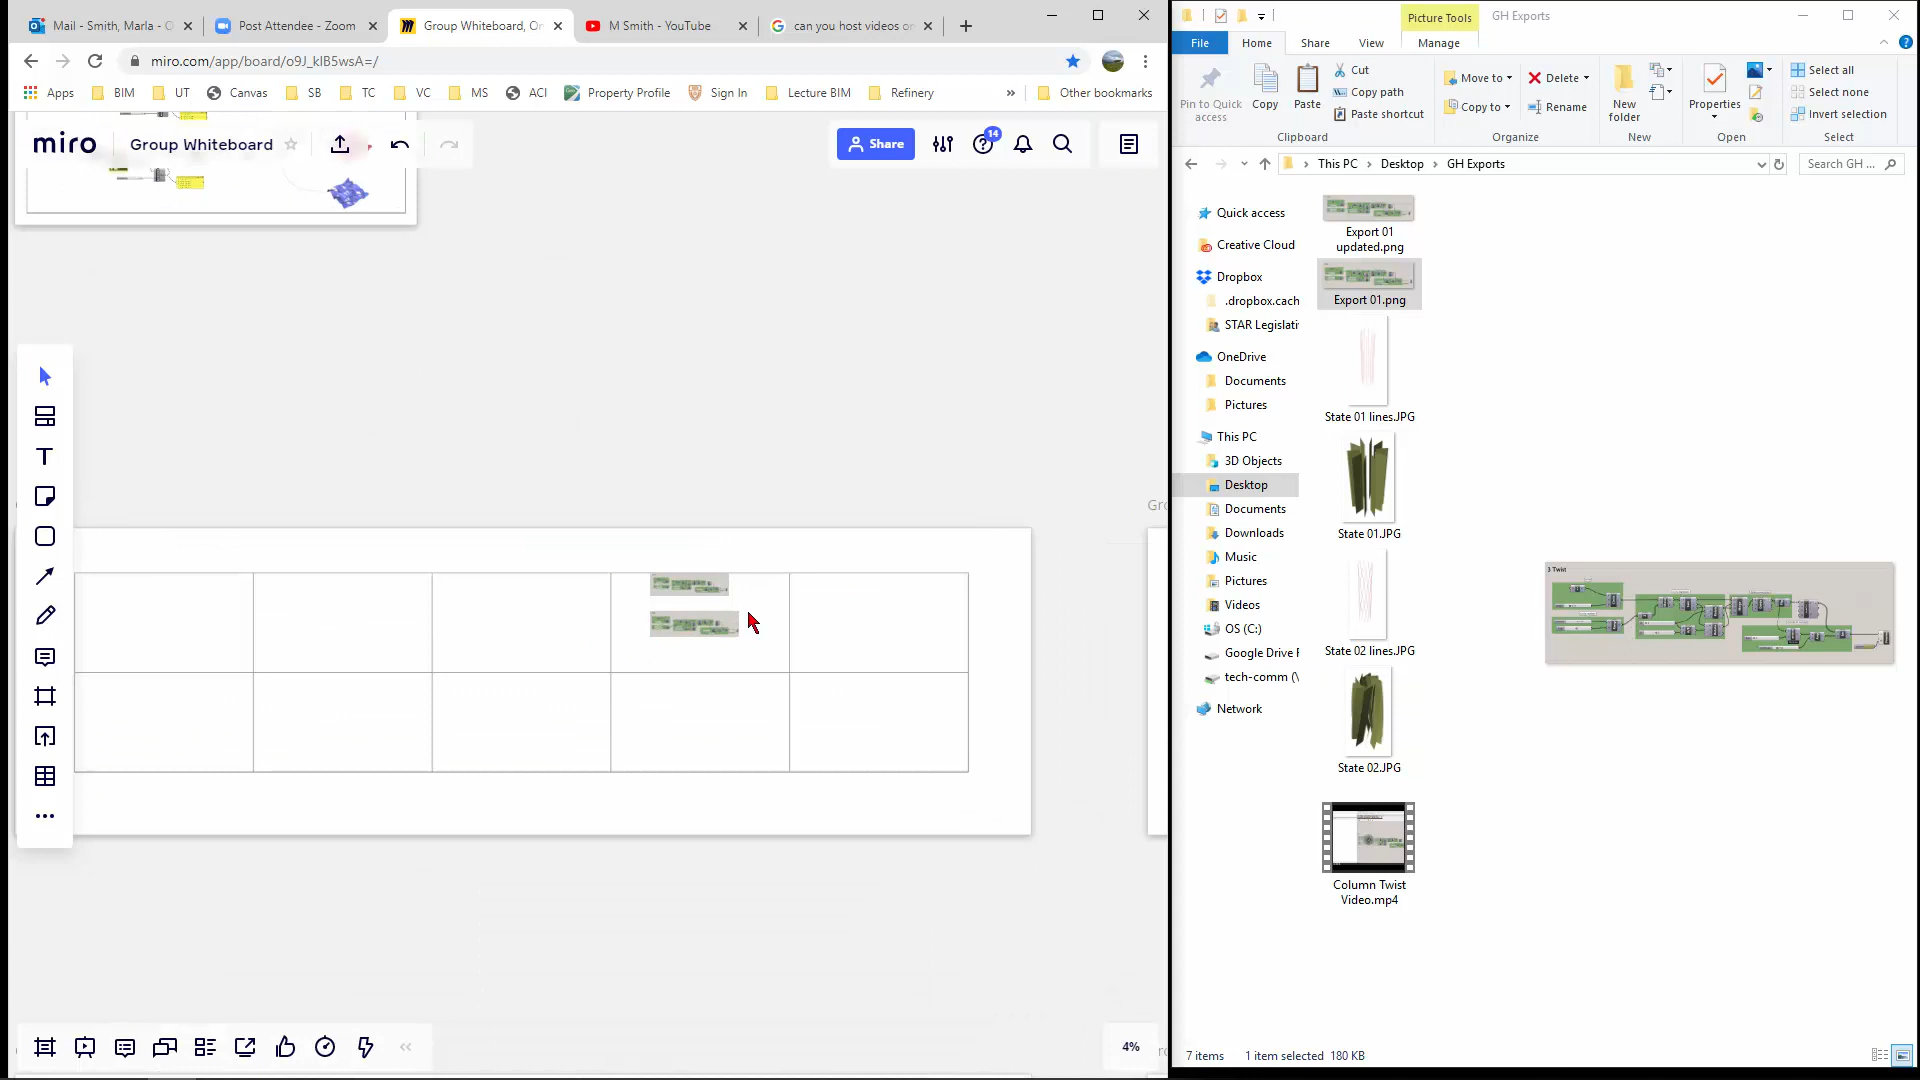 Mail - Smith, Marla - O
Post Attendee - Zoom
Group Whiteboard, On
M Smith - YouTube
can you host videos on
miro.com/app/board/o9J_klB5wsA=/
Apps
BIM
UT
Canvas
SB
TC
VC
MS
ACI
Property Profile
Sign In
Lecture BIM
Refinery
»
Other bookmarks
miro
Group Whiteboard
Share
14
Gr
4%
Picture Tools
GH Exports
File
Home
Share
View
Manage
Pin to Quick access
Copy
Paste
Cut
Copy path
Paste shortcut
Clipboard
Move to
Copy to
Delete
Rename
Organize
New folder
New
Properties
Open
Select all
Select none
Invert selection
Select
This PC
Desktop
GH Exports
Search GH ...
Quick access
Creative Cloud
Dropbox
.dropbox.cach
STAR Legislati
OneDrive
Documents
Pictures
This PC
3D Objects
Desktop
Documents
Downloads
Music
Pictures
Videos
OS (C:)
Google Drive F
tech-comm (\
Network
Export 01
updated.png
Export 01.png
State 01 lines.JPG
State 01.JPG
State 02 lines.JPG
State 02.JPG
Column Twist
Video.mp4
3 Twist
7 items
1 item selected 180 KB